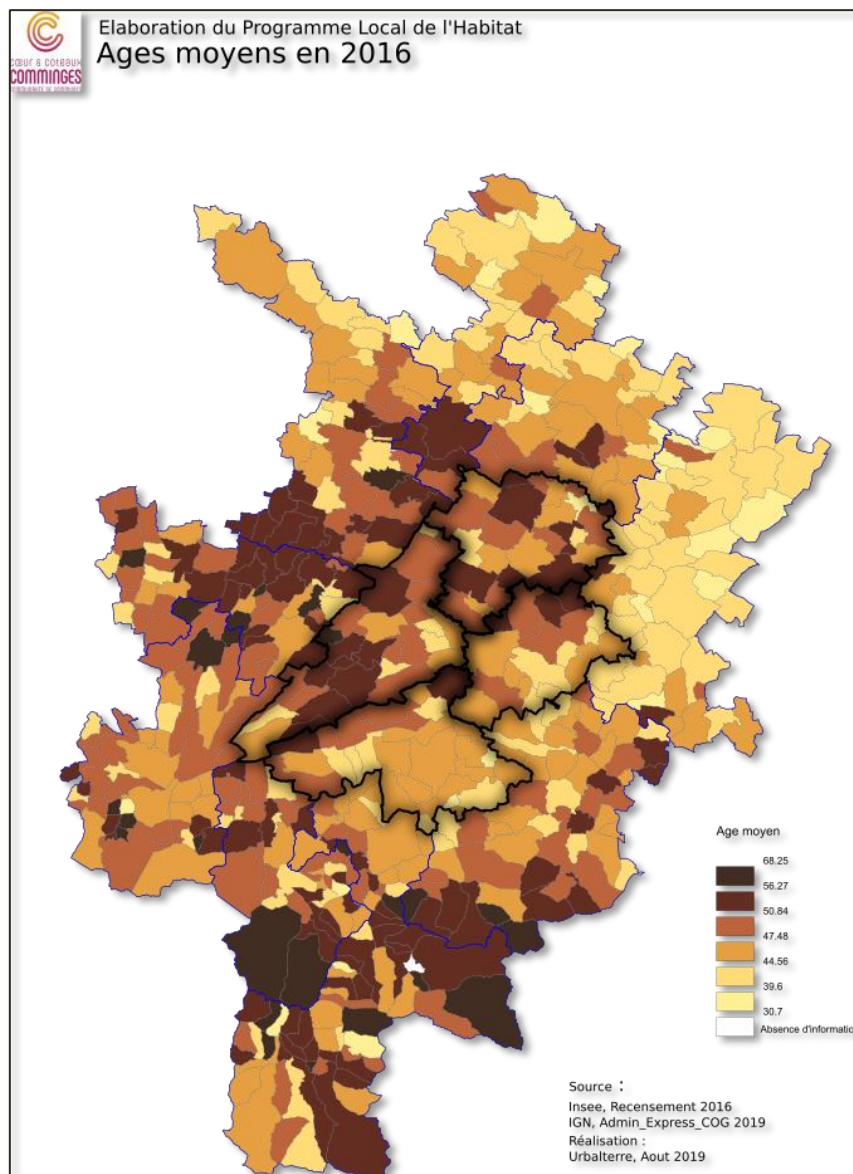 Elaboration du Programme Local de l'Habitat
Ages moyens en 2016
cœur & coteaux
COMMINGES
Age moyen
68.25
56.27
50.84
47.48
44.56
39.6
30.7
Absence d'informatio
Source :
Insee, Recensement 2016
IGN, Admin_Express_COG 2019
Réalisation :
Urbalterre, Aout 2019